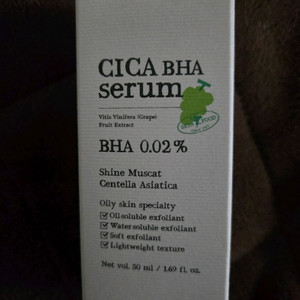 CICA BHA
serum
Vitis Vinifera (Grape)
Fruit Extract
BHA 0.02%
Shine Muscat
Centella Asiatica
Oily skin specialty
Oil soluble exfoliant
Water soluble exfoliant
Soft exfoliant
Lightweight texture
Net vol. 50 ml / 1.69 fl. oz.